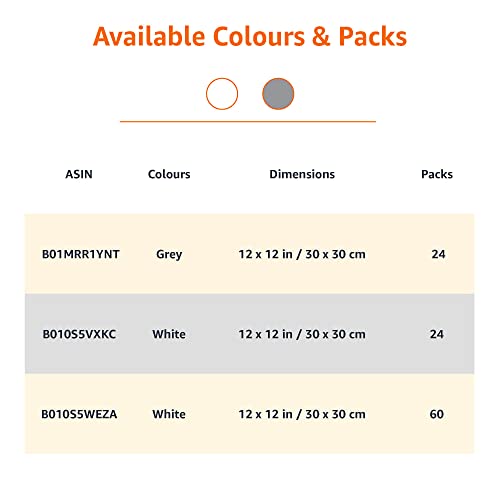 Available Colours & Packs
ASIN Colours Dimensions Packs
B01MRR1YNT Grey 12 x 12 in / 30 x 30 cm 24
B010S5VXKC White 12 x 12 in / 30 x 30 cm 24
B010S5WEZA White 12 x 12 in / 30 x 30 cm 60